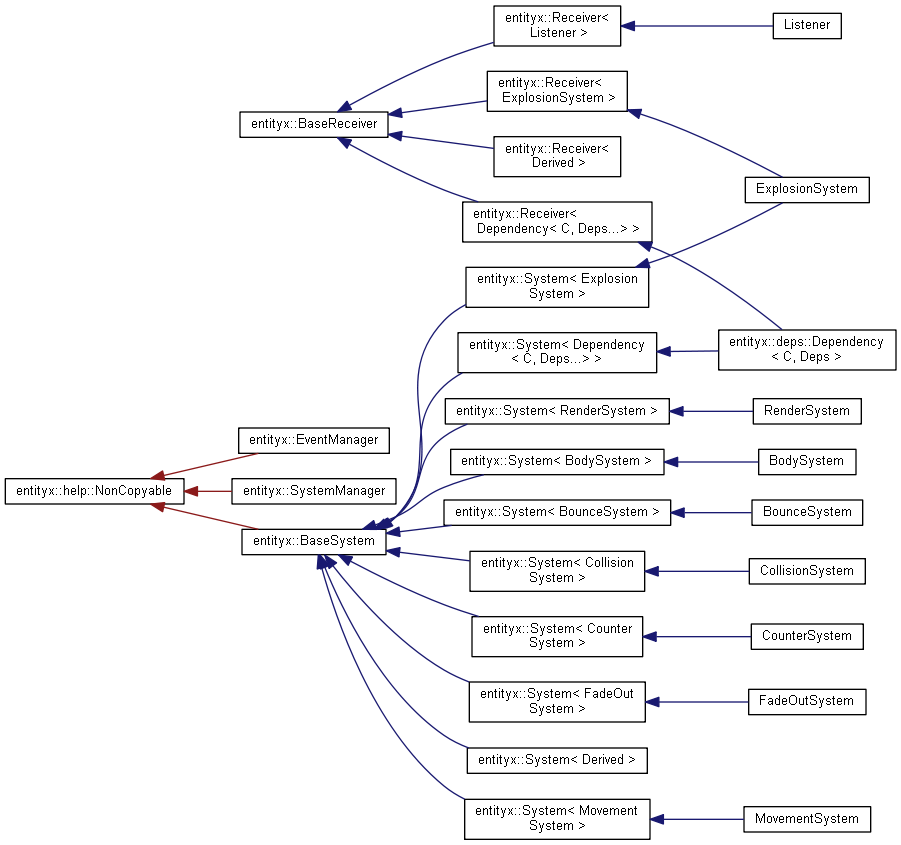 entityx::Receiver<
Listener >
Listener
entityx::Receiver<
ExplosionSystem >
entityx::BaseReceiver
entityx::Receiver<
Derived >
ExplosionSystem
entityx::Receiver<
Dependency< C, Deps...> >
entityx::System< Explosion
System >
entityx::System< Dependency
< C, Deps...> >
entityx::deps::Dependency
< C, Deps >
entityx::System< RenderSystem >
RenderSystem
entityx::EventManager
entityx::System< BodySystem >
BodySystem
entityx::help::NonCopyable
entityx::SystemManager
entityx::System< BounceSystem >
BounceSystem
entityx::BaseSystem
entityx::System< Collision
System >
CollisionSystem
entityx::System< Counter
System >
CounterSystem
entityx::System< FadeOut
System >
FadeOutSystem
entityx::System< Derived >
entityx::System< Movement
System >
MovementSystem